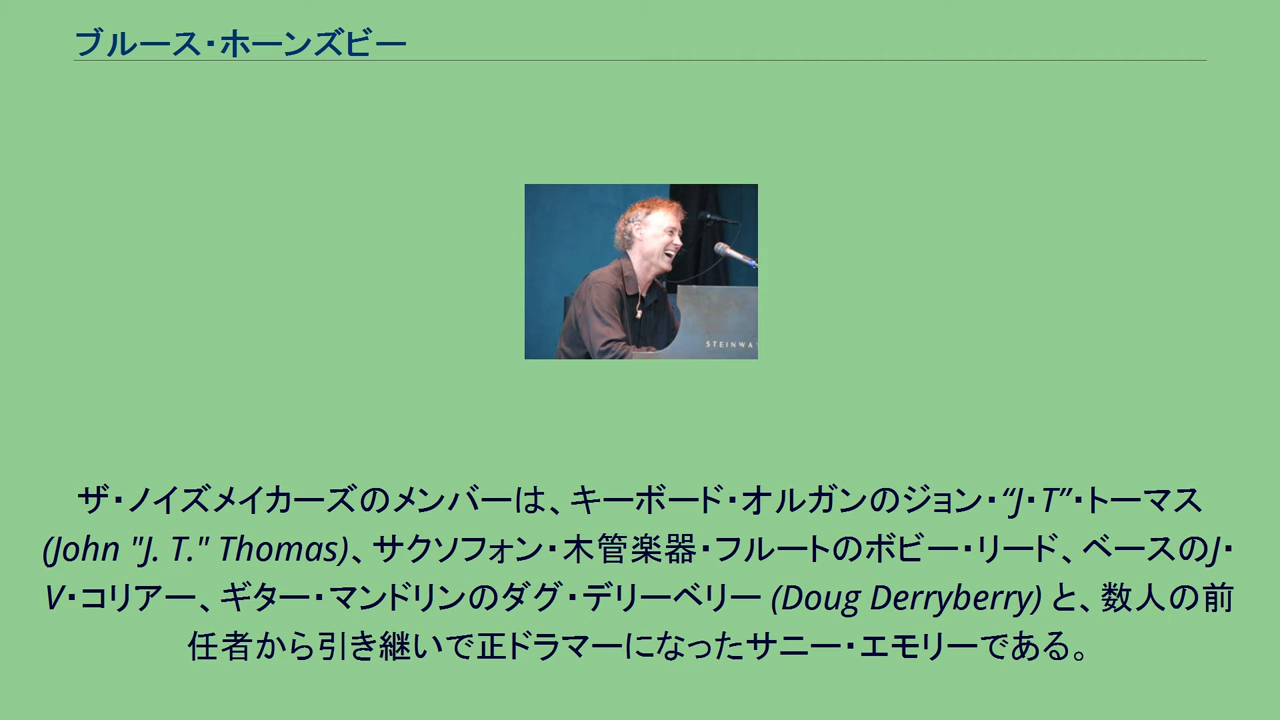 ブルース・ホーンズビー
STEINWA
ザ・ノイズメイカーズのメンバーは、キーボード・オルガンのジョン・“J・T”・トーマス
(John "J. T." Thomas)、サクソフォン・木管楽器・フルートのボビー・リード、ベースのJ・
V・コリアー、ギター・マンドリンのダグ・デリーベリー (Doug Derryberry) と、数人の前
任者から引き継いで正ドラマーになったサニー・エモリーである。